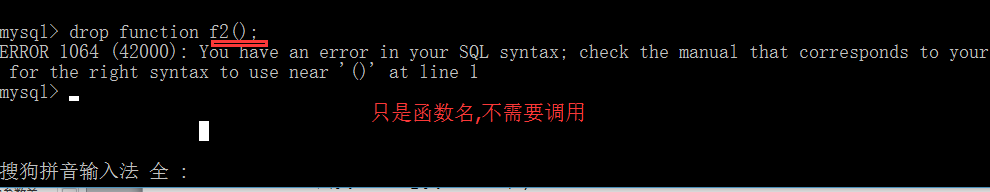 mysql> drop function f2();
ERROR 1064 (42000): You have an error in your SQL syntax; check the manual that corresponds to your
 for the right syntax to use near '()' at line 1
mysql>
只是函数名,不需要调用
搜狗拼音输入法 全 :